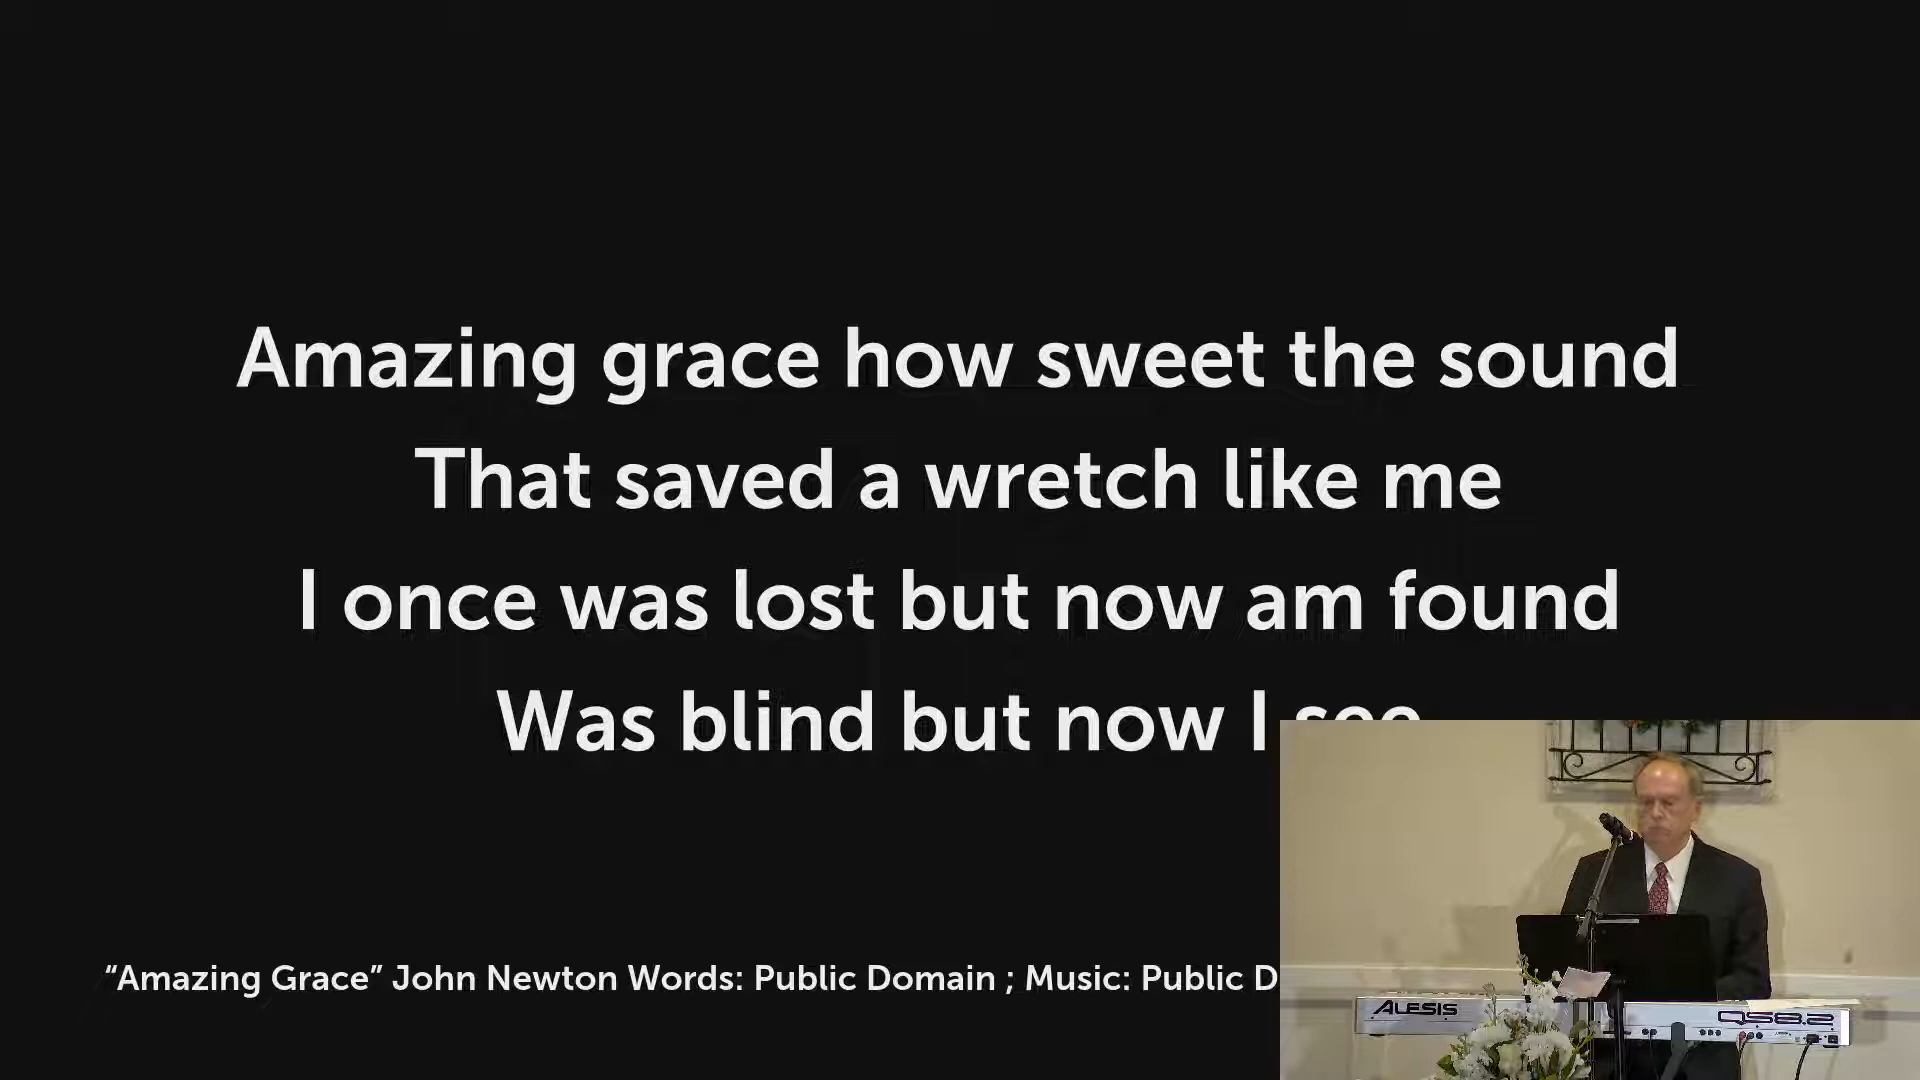 Amazing grace how sweet the sound
That saved a wretch like me
I once was lost but now am found
Was blind but now I see
“Amazing Grace” John Newton Words: Public Domain ; Music: Public D
ALESIS
QS8.2